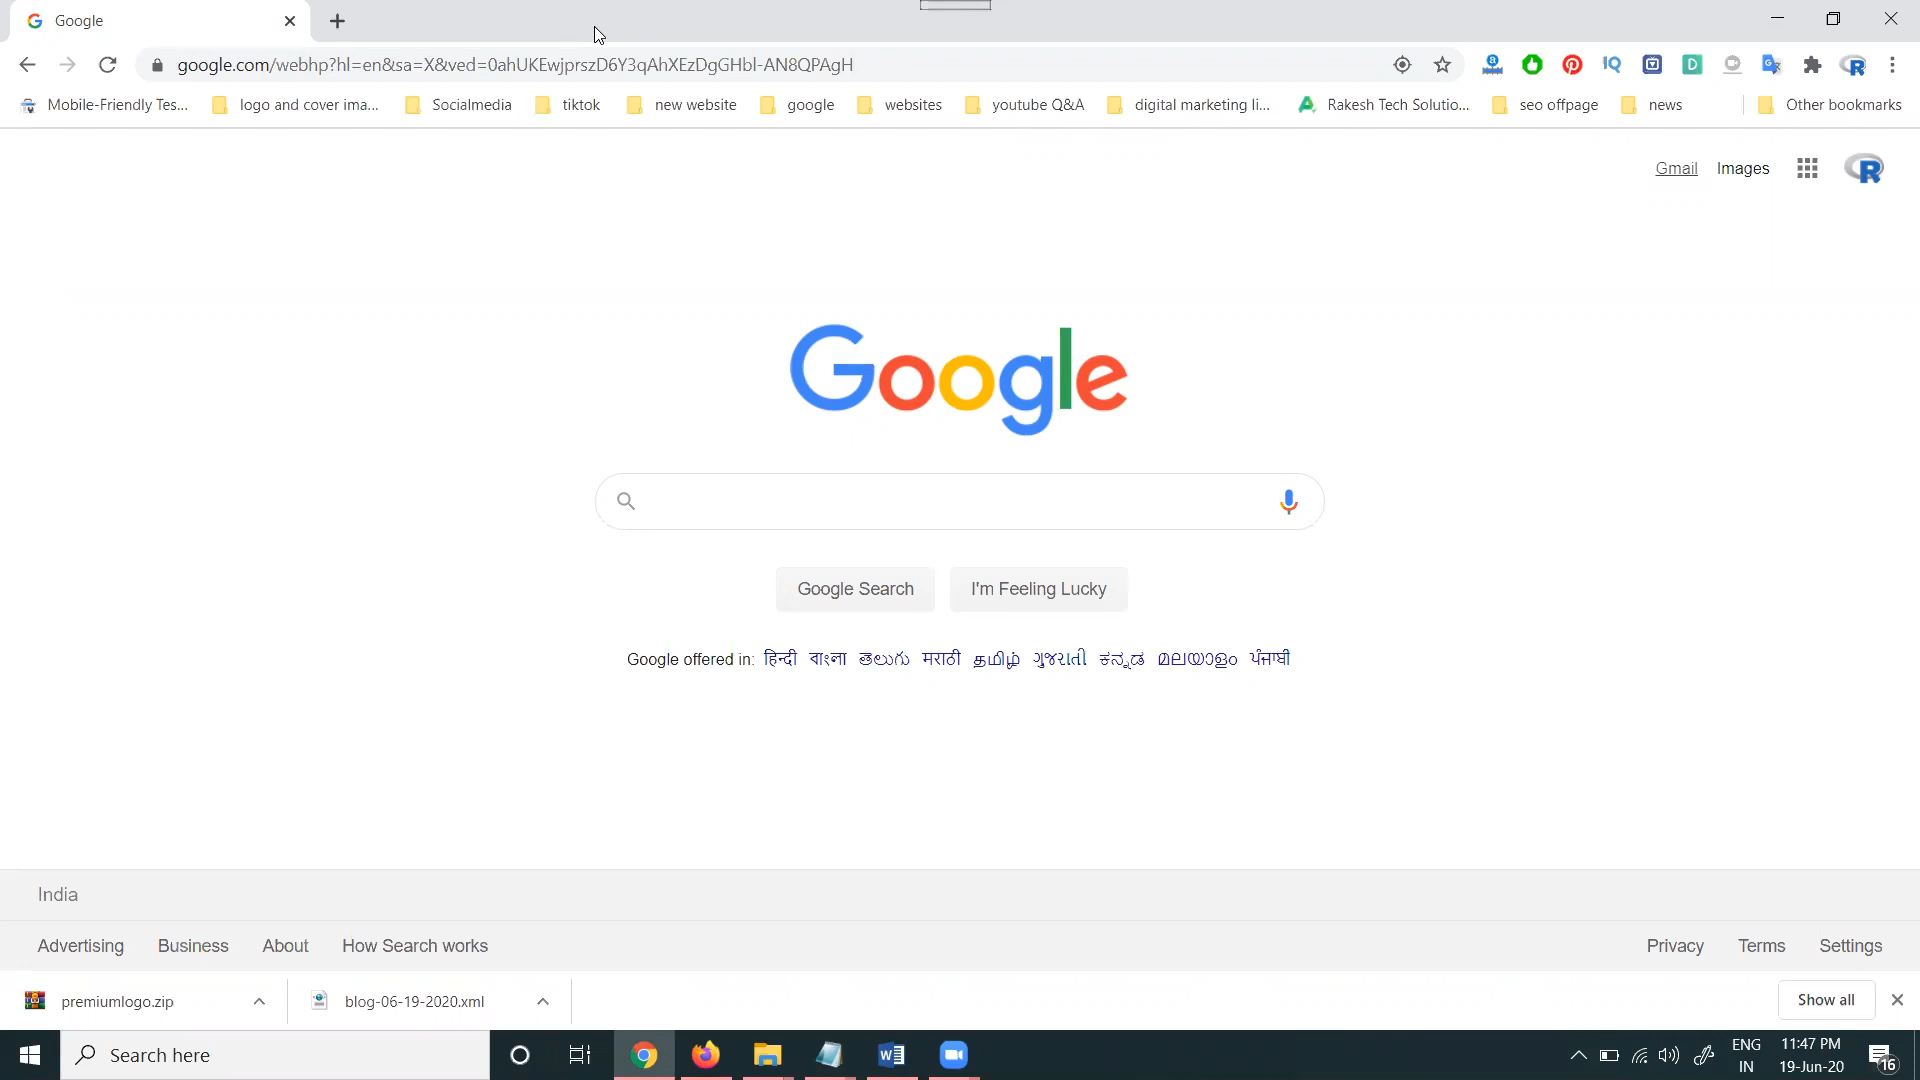 Google
google.com/webhp?hl=en&sa=X&ved=0ahUKEwjprszD6Y3qAhXEzDgGHbl-AN8QPAgH
Mobile-Friendly Tes... logo and cover ima... Socialmedia tiktok new website google websites youtube Q&A digital marketing li... Rakesh Tech Solutio... seo offpage news Other bookmarks
Gmail Images
Google
Google Search I'm Feeling Lucky
Google offered in: हिन्दी বাংলা తెలుగు मराठी தமிழ் ગુજરાતી ಕನ್ನಡ മലയാളം ਪੰਜਾਬੀ
India
Advertising Business About How Search works Privacy Terms Settings
premiumlogo.zip blog-06-19-2020.xml Show all
Search here ENG 11:47 PM
IN 19-Jun-20 16